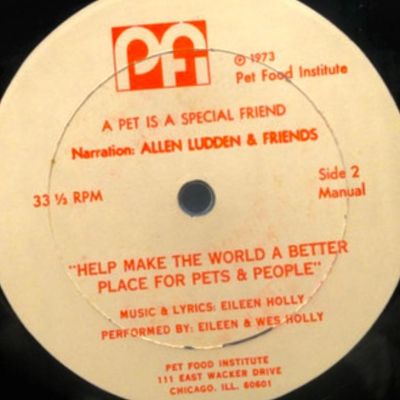 PFI
℗ 1973
Pet Food Institute
A PET IS A SPECIAL FRIEND
Narration: ALLEN LUDDEN & FRIENDS
33 ⅓ RPM
Side 2
Manual
"HELP MAKE THE WORLD A BETTER
PLACE FOR PETS & PEOPLE"
MUSIC & LYRICS: EILEEN HOLLY
PERFORMED BY: EILEEN & WES HOLLY
PET FOOD INSTITUTE
111 EAST WACKER DRIVE
CHICAGO, ILL. 60601